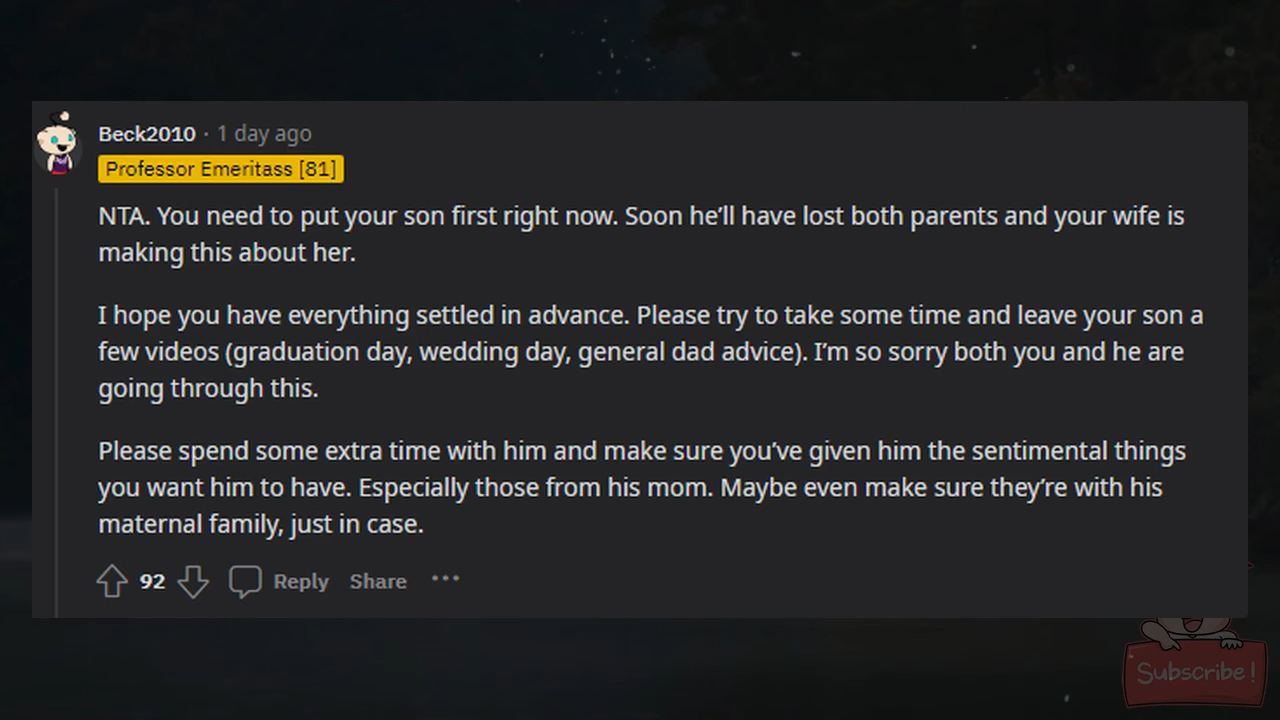 Beck2010 · 1 day ago
Professor Emeritass [81]
NTA. You need to put your son first right now. Soon he’ll have lost both parents and your wife is
making this about her.
I hope you have everything settled in advance. Please try to take some time and leave your son a
few videos (graduation day, wedding day, general dad advice). I’m so sorry both you and he are
going through this.
Please spend some extra time with him and make sure you’ve given him the sentimental things
you want him to have. Especially those from his mom. Maybe even make sure they’re with his
maternal family, just in case.
92 Reply Share ···
Subscribe!